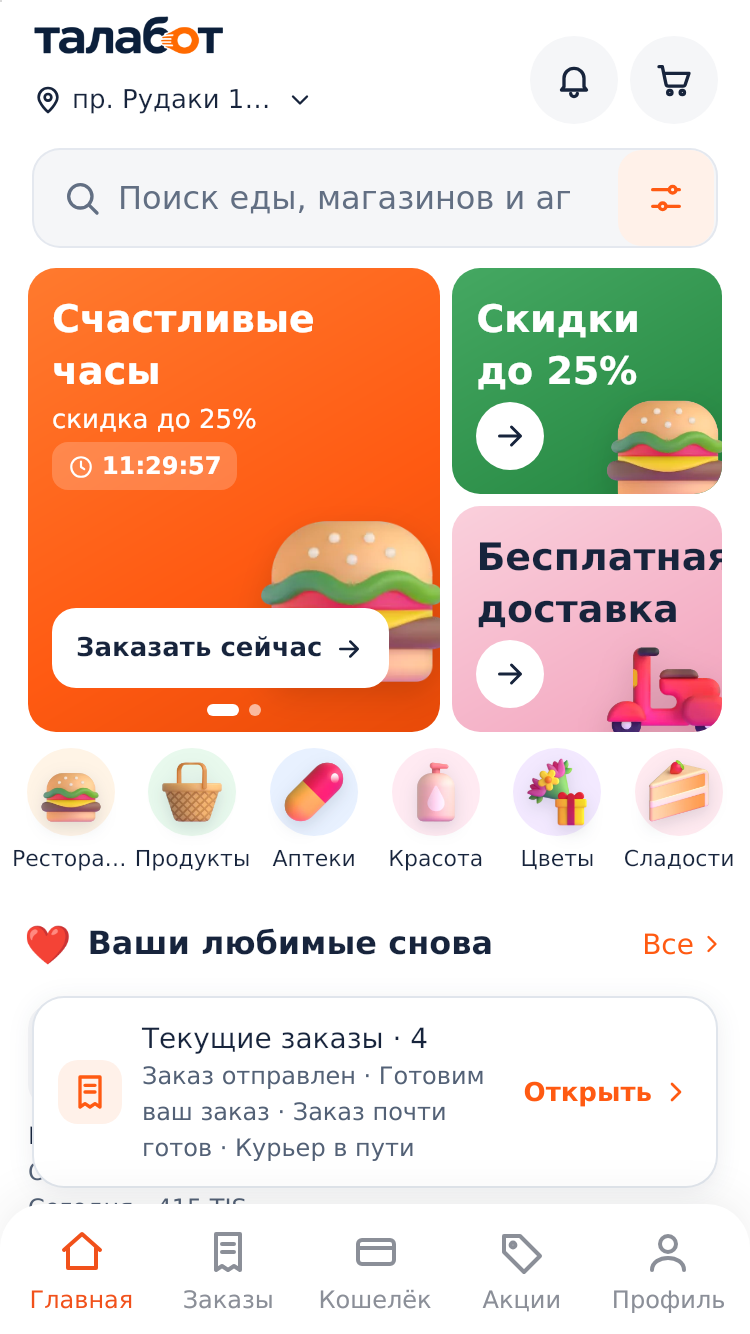 талабот
пр. Рудаки 1...
Поиск еды, магазинов и ап
Счастливые
часы
скидка до 25%
11:29:57
Заказать сейчас
Скидки
до 25%
Бесплатная
доставка
Рестора...
Продукты
Аптеки
Красота
Цветы
Сладости
Ваши любимые снова
Все
Текущие заказы · 4
Заказ отправлен · Готовим
ваш заказ · Заказ почти
готов · Курьер в пути
Открыть
Главная
Заказы
Кошелёк
Акции
Профиль